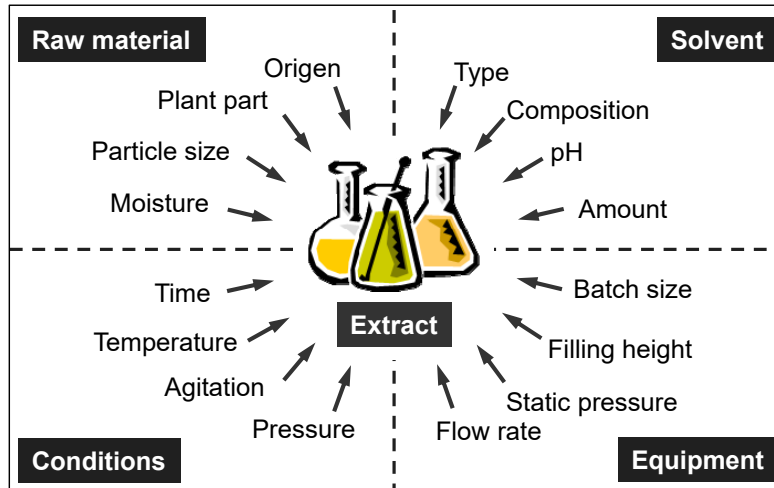 Raw material
Solvent
Origen
Type
Plant part
Composition
Particle size
pH
Moisture
Amount
Time
Batch size
Extract
Temperature
Filling height
Agitation
Static pressure
Pressure
Flow rate
Conditions
Equipment